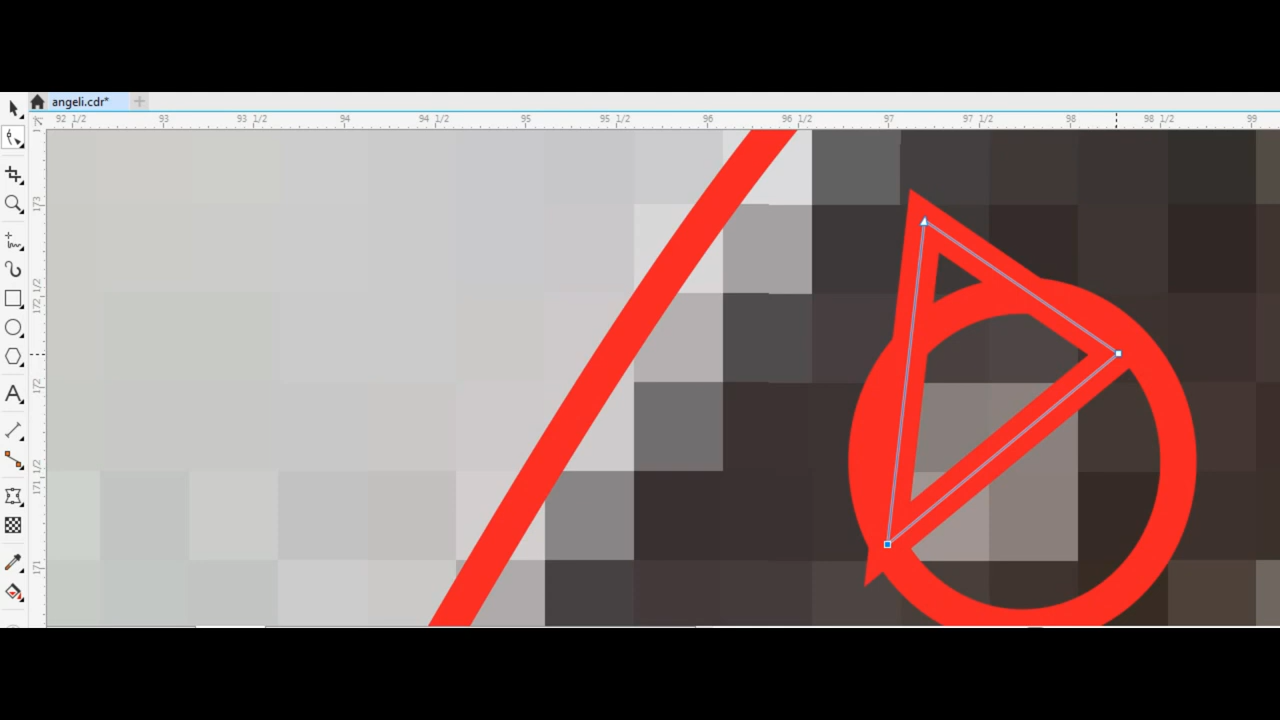 angeli.cdr*
92 1/2 93 93 1/2 94 94 1/2 95 95 1/2 96 96 1/2 97 97 1/2 98 98 1/2 99
173
172 1/2
172
171 1/2
171